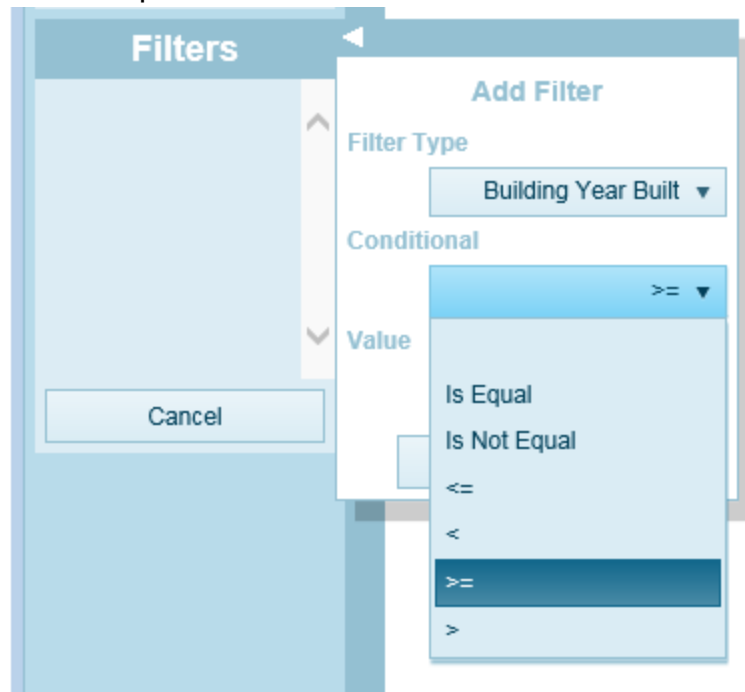 Filters
Add Filter
Filter Type
Building Year Built
Conditional
>=
Value
Is Equal
Is Not Equal
<=
<
>=
>
Cancel